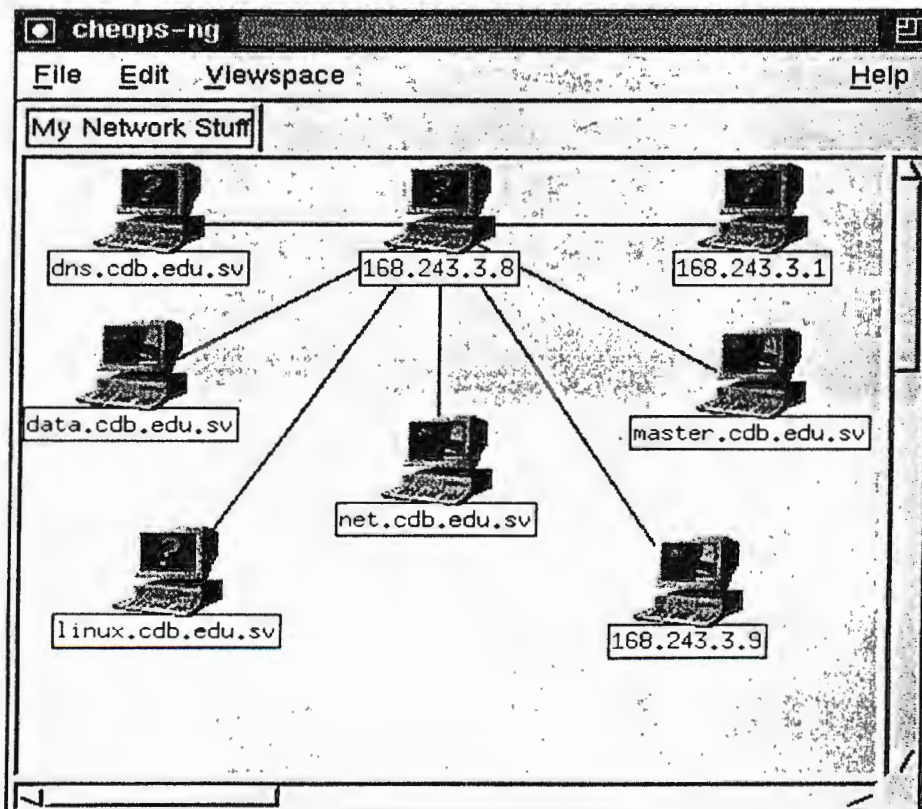 cheops-ng
File Edit Viewspace Help
My Network Stuff
dns.cdb.edu.sv 168.243.3.8 168.243.3.1
data.cdb.edu.sv master.cdb.edu.sv
net.cdb.edu.sv
linux.cdb.edu.sv 168.243.3.9